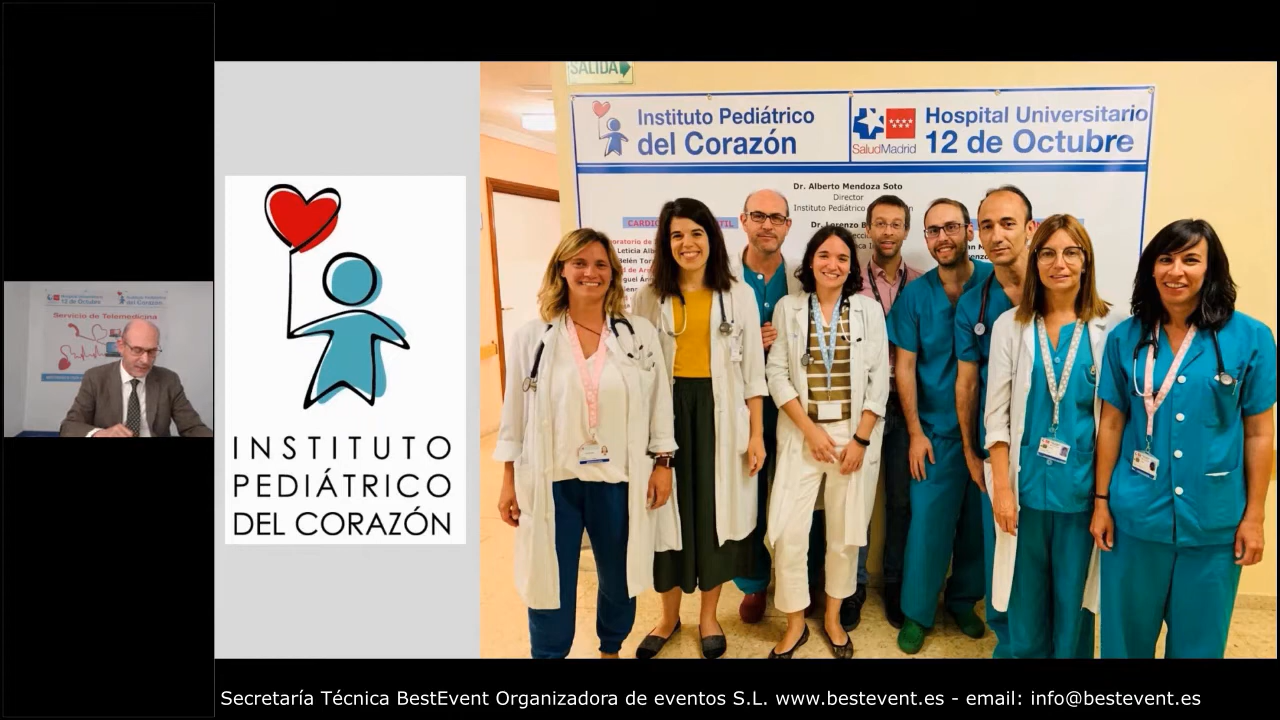 SALIDA
Instituto Pediátrico
del Corazón
SaludMadrid
Hospital Universitario
12 de Octubre
Dr. Alberto Mendoza Soto
Director
Instituto Pediátrico
Dr. Lorenzo
Hospital Universitario
12 de Octubre
Instituto Pediátrico
del Corazón
Servicio de Telemedicina
INSTITUTO
PEDIÁTRICO
DEL CORAZÓN
Secretaría Técnica BestEvent Organizadora de eventos S.L. www.bestevent.es - email: info@bestevent.es